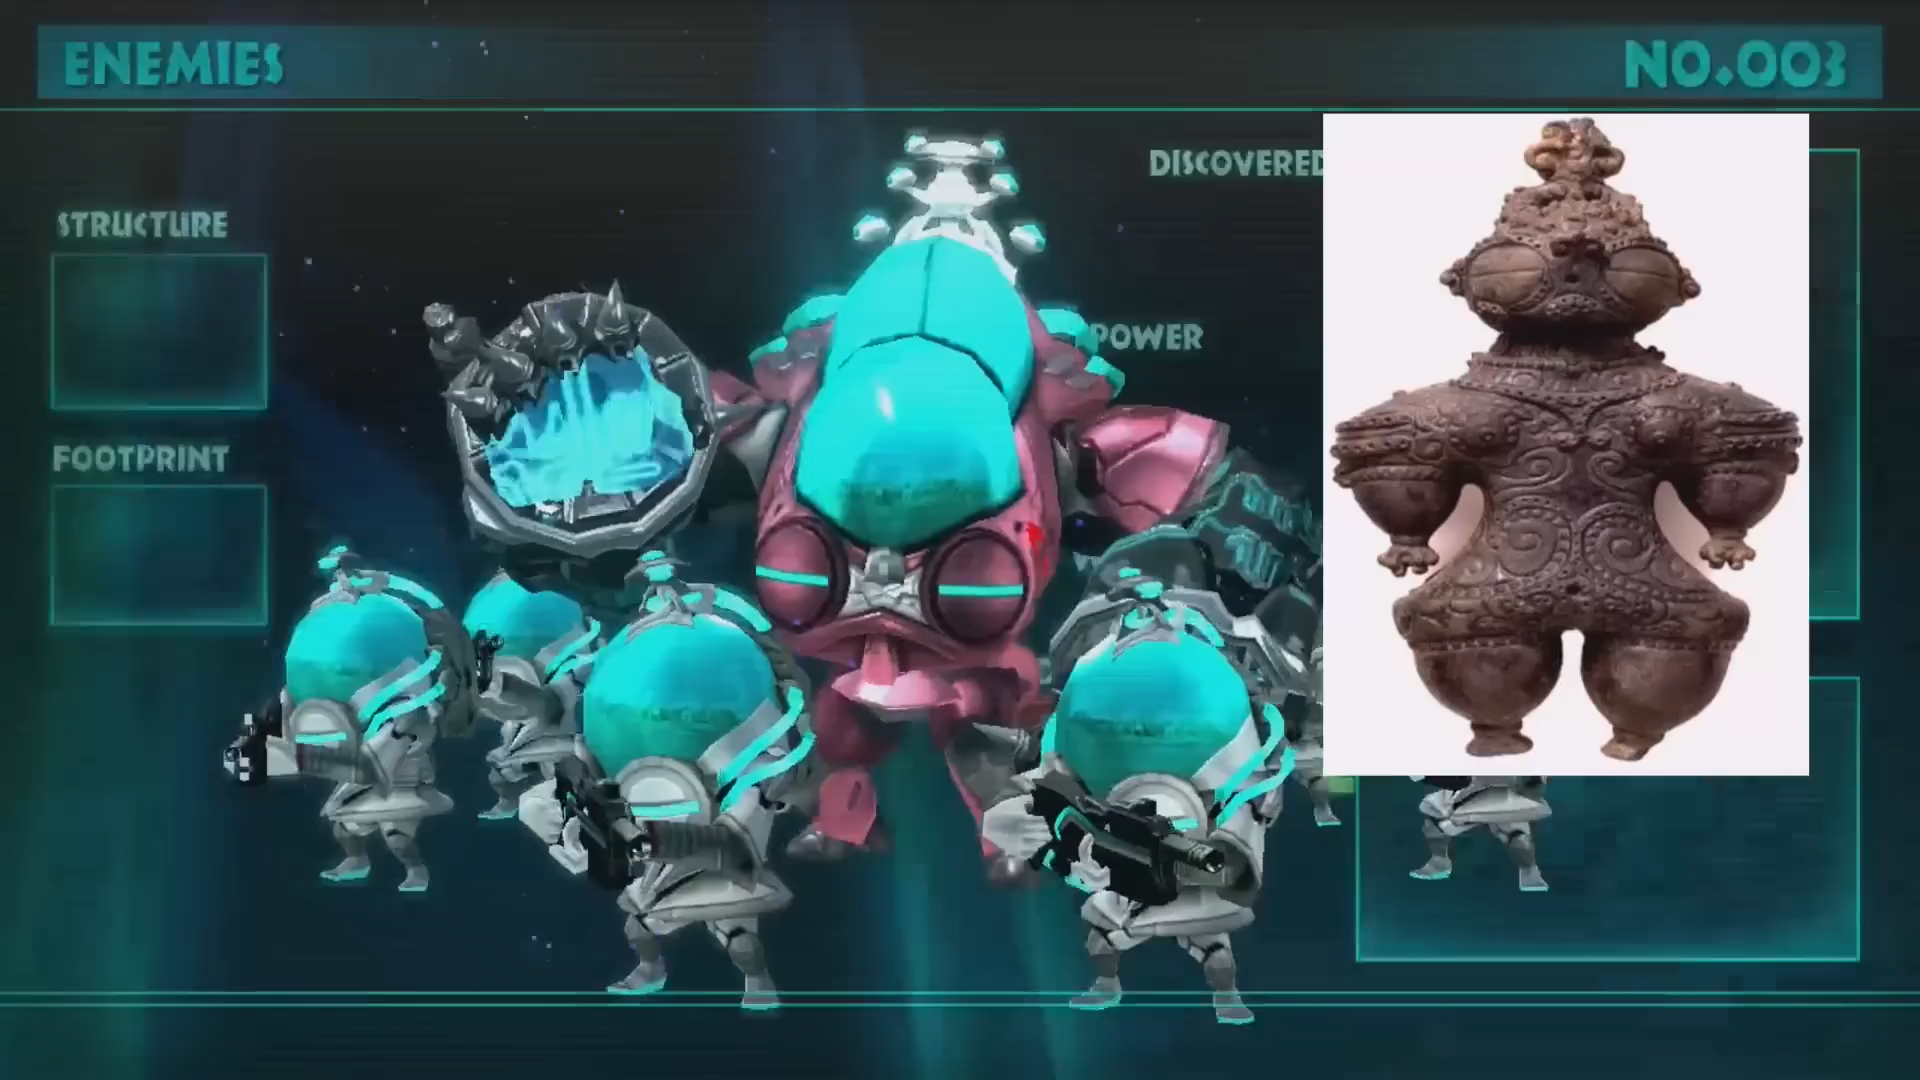 ENEMIES
NO.003
DISCOVERED
STRUCTURE
POWER
FOOTPRINT